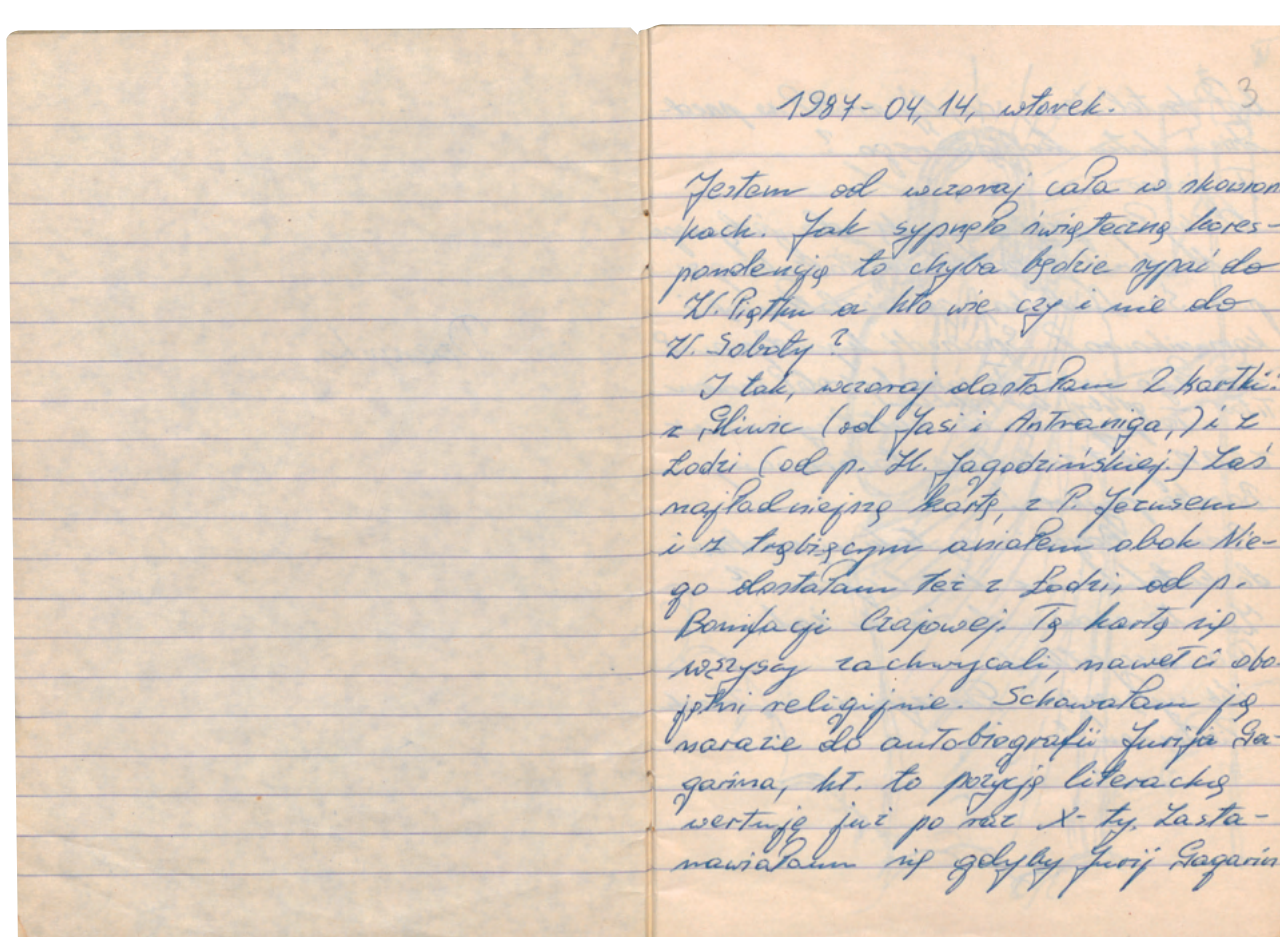 3
1987-04, 14, wtorek.
Jestem od wczoraj cała w skowron
kach. Jak sypnęło świąteczną kores-
pondencją to chyba będzie sypać do
W. Piątku a kto wie czy i nie do
W. Soboty?
I tak, wczoraj dostałam 2 kartki:
z Gliwic (od Jasi i Antraniga,) i z
Łodzi (od p. H. Jagodzińskiej.) Zaś
najładniejszą kartę, z P. Jezusem
i z trąbiącym aniołem obok Nie-
go dostałam też z Łodzi, od p.
Bonifacji Czajowej. Tą kartą się
wszyscy zachwycali, nawet ci obo-
jętni religijnie. Schowałam ją
narazie do autobiografii Jurija Ga-
garina, kt. to pozycję literacką
wertuję już po raz X-ty. Zasta-
nawiałam się gdyby Jurij Gagarin